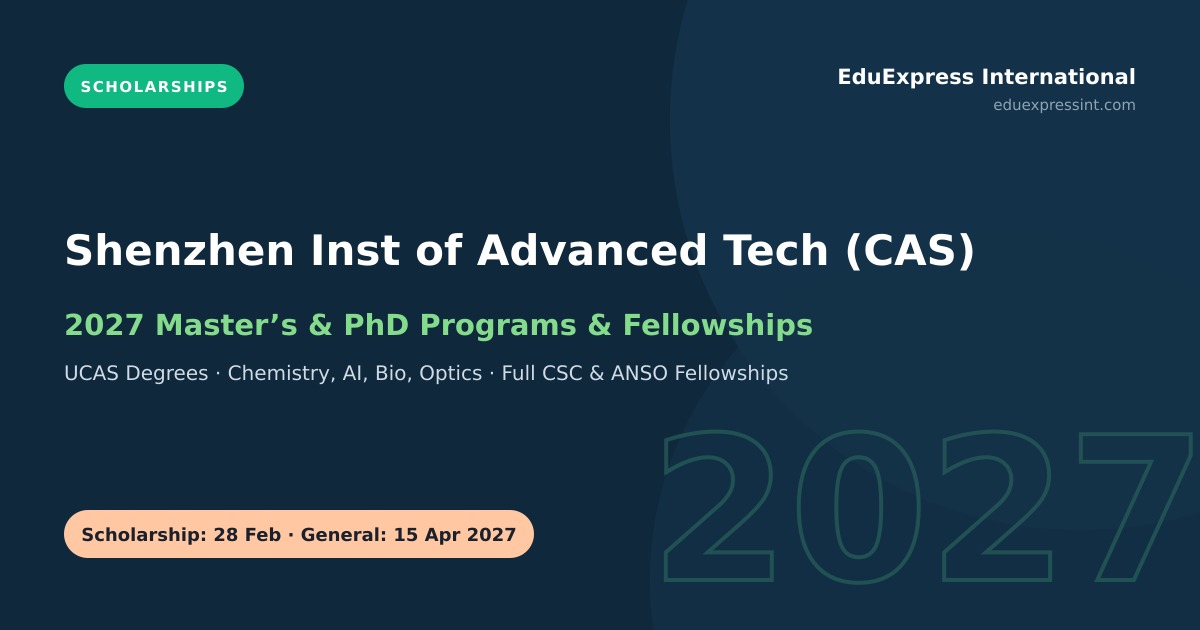 SCHOLARSHIPS
EduExpress International
eduexpressint.com
Shenzhen Inst of Advanced Tech (CAS)
2027 Master’s & PhD Programs & Fellowships
UCAS Degrees · Chemistry, AI, Bio, Optics · Full CSC & ANSO Fellowships
2027
Scholarship: 28 Feb · General: 15 Apr 2027